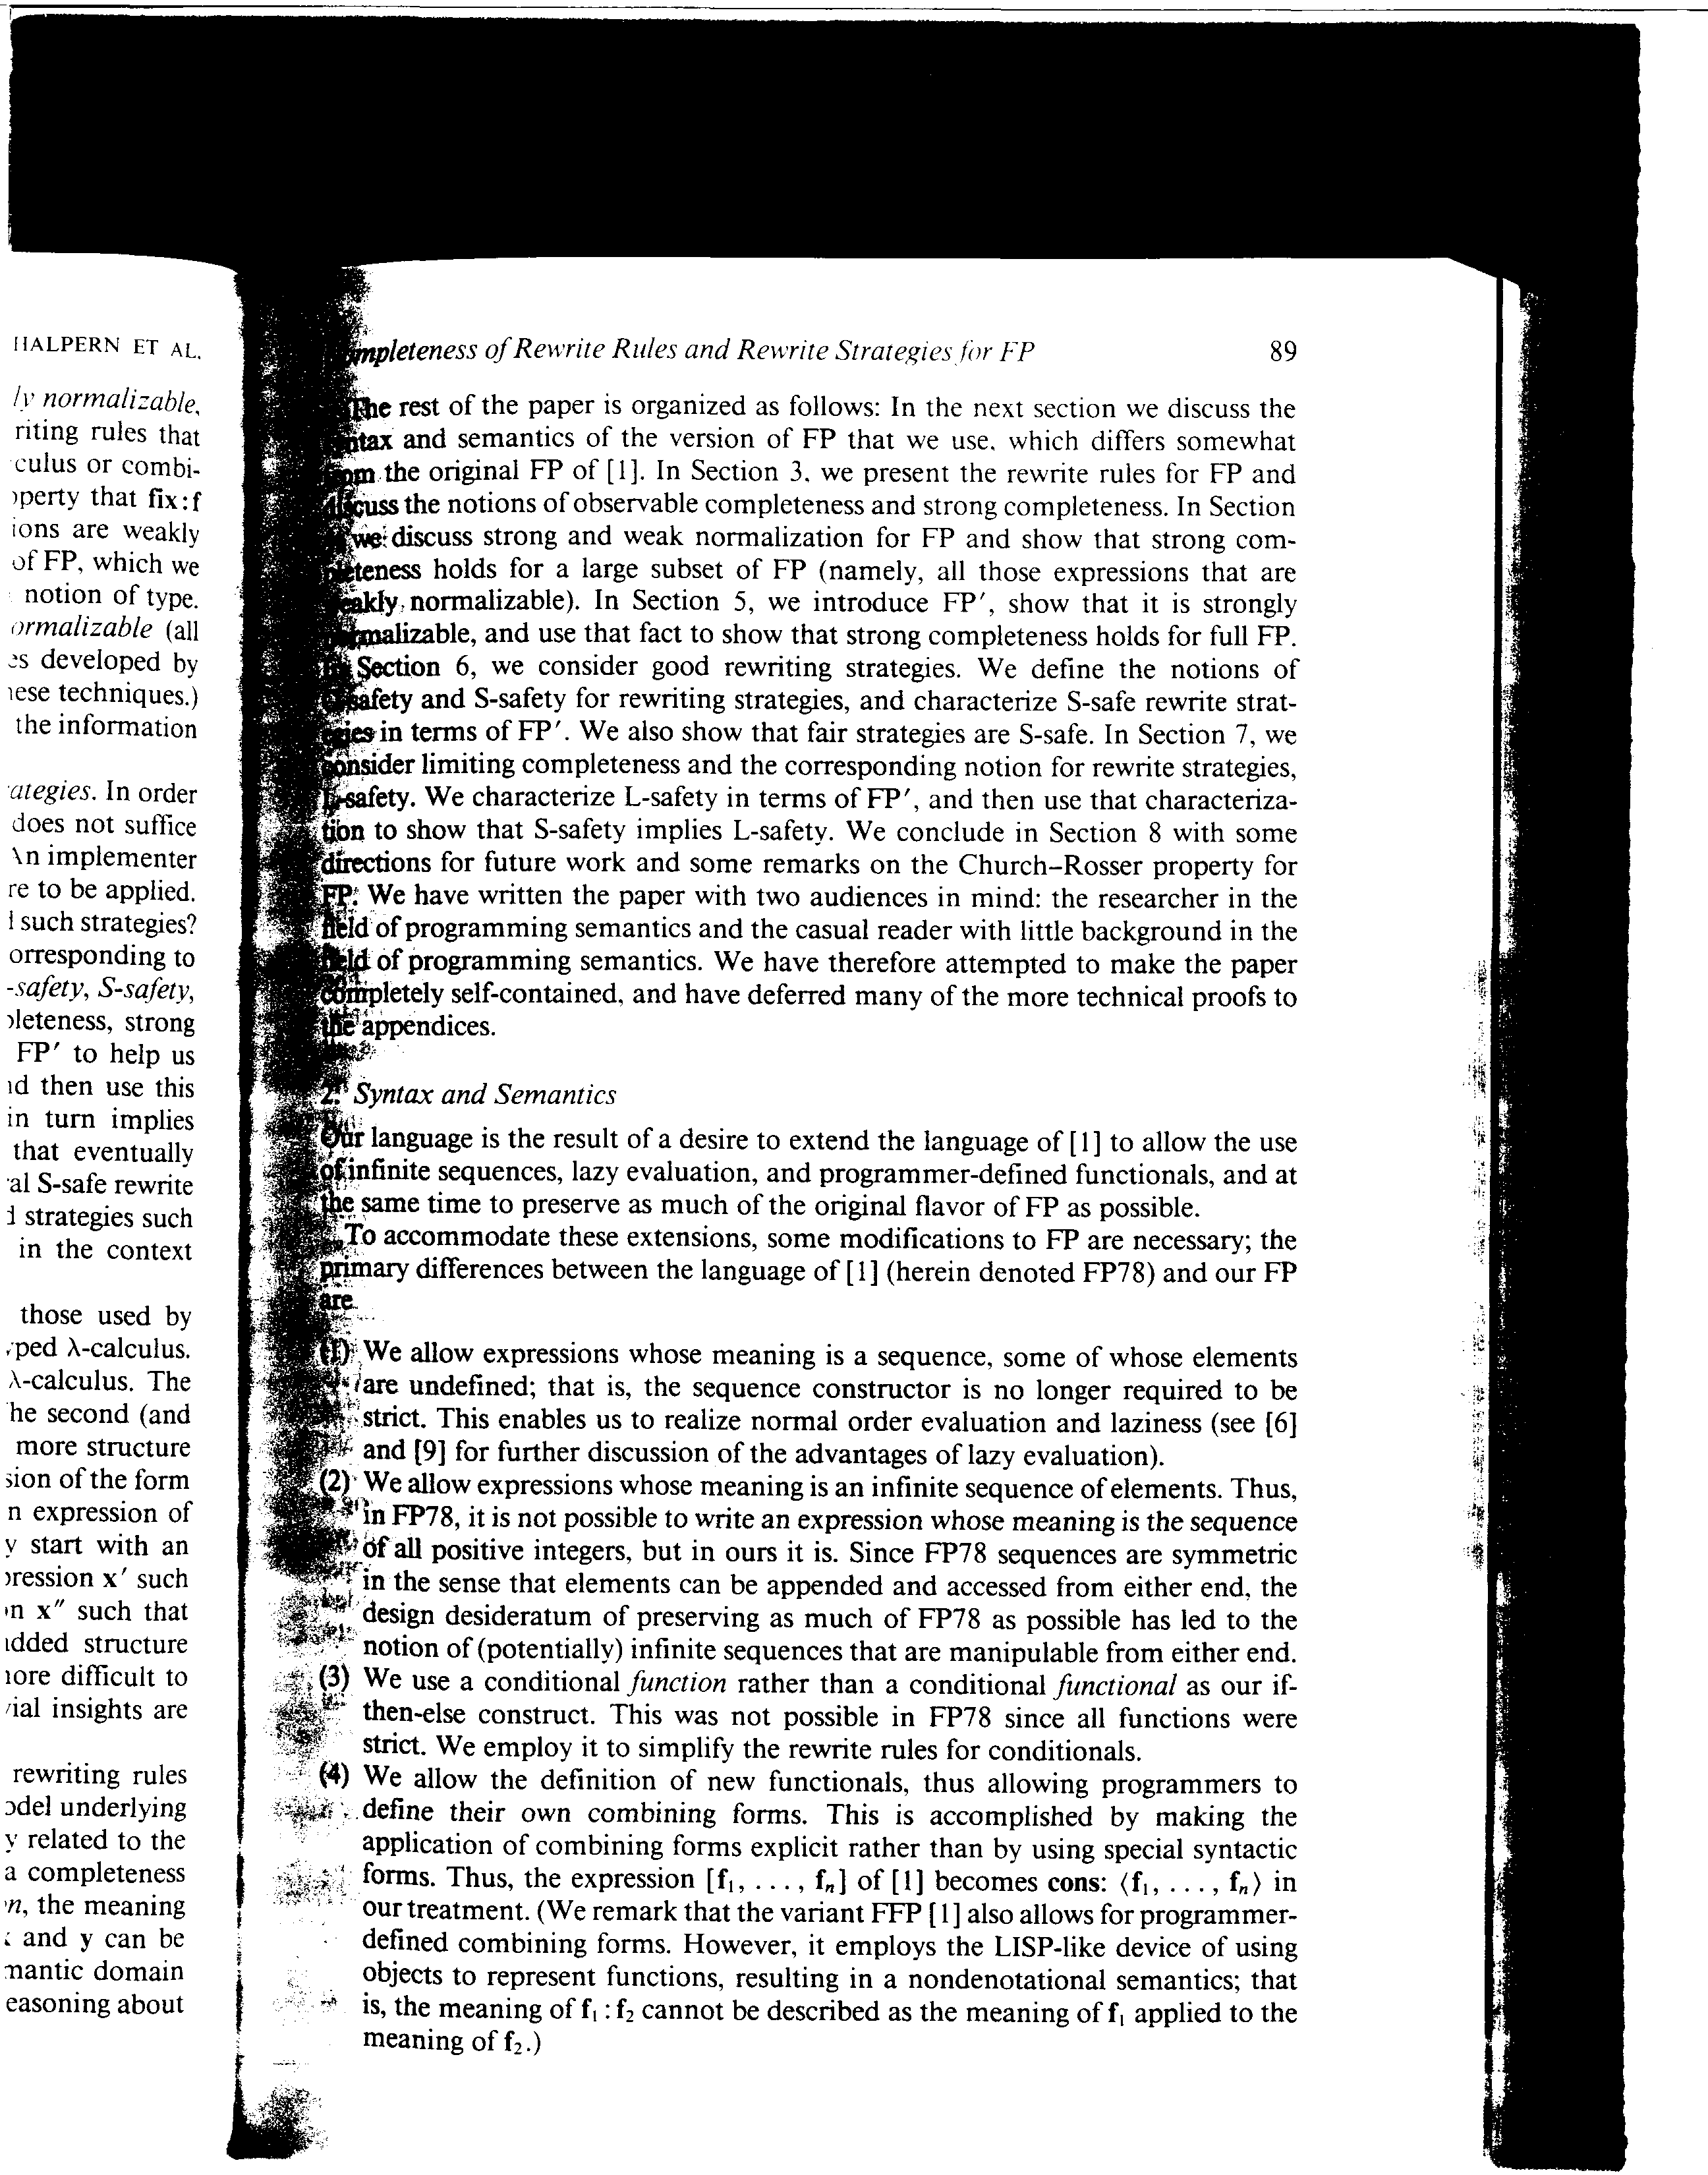 HALPERN ET AL.
normalizable,
riting rules that
culus or combi-
perty that fix:f
ions are weakly
of FP, which we
notion of type.
ormalizable (all
es developed by
ese techniques.)
the information
ategies. In order
does not suffice
An implementer
re to be applied.
such strategies?
orresponding to
-safety, S-safety,
leteness, strong
FP′ to help us
d then use this
in turn implies
that eventually
al S-safe rewrite
strategies such
in the context
those used by
ped λ-calculus.
λ-calculus. The
he second (and
more structure
sion of the form
n expression of
y start with an
ression x′ such
n x″ such that
dded structure
ore difficult to
ial insights are
rewriting rules
odel underlying
y related to the
a completeness
n, the meaning
and y can be
mantic domain
easoning about
mpleteness of Rewrite Rules and Rewrite Strategies for FP 89
The rest of the paper is organized as follows: In the next section we discuss the
ntax and semantics of the version of FP that we use, which differs somewhat
om the original FP of [1]. In Section 3, we present the rewrite rules for FP and
discuss the notions of observable completeness and strong completeness. In Section
we discuss strong and weak normalization for FP and show that strong com-
pleteness holds for a large subset of FP (namely, all those expressions that are
eakly normalizable). In Section 5, we introduce FP′, show that it is strongly
malizable, and use that fact to show that strong completeness holds for full FP.
In Section 6, we consider good rewriting strategies. We define the notions of
safety and S-safety for rewriting strategies, and characterize S-safe rewrite strat-
egies in terms of FP′. We also show that fair strategies are S-safe. In Section 7, we
consider limiting completeness and the corresponding notion for rewrite strategies,
L-safety. We characterize L-safety in terms of FP′, and then use that characteriza-
tion to show that S-safety implies L-safety. We conclude in Section 8 with some
directions for future work and some remarks on the Church–Rosser property for
FP. We have written the paper with two audiences in mind: the researcher in the
field of programming semantics and the casual reader with little background in the
field of programming semantics. We have therefore attempted to make the paper
completely self-contained, and have deferred many of the more technical proofs to
the appendices.
2. Syntax and Semantics
Our language is the result of a desire to extend the language of [1] to allow the use
of infinite sequences, lazy evaluation, and programmer-defined functionals, and at
the same time to preserve as much of the original flavor of FP as possible.
To accommodate these extensions, some modifications to FP are necessary; the
primary differences between the language of [1] (herein denoted FP78) and our FP
are
(1) We allow expressions whose meaning is a sequence, some of whose elements
are undefined; that is, the sequence constructor is no longer required to be
strict. This enables us to realize normal order evaluation and laziness (see [6]
and [9] for further discussion of the advantages of lazy evaluation).
(2) We allow expressions whose meaning is an infinite sequence of elements. Thus,
in FP78, it is not possible to write an expression whose meaning is the sequence
of all positive integers, but in ours it is. Since FP78 sequences are symmetric
in the sense that elements can be appended and accessed from either end, the
design desideratum of preserving as much of FP78 as possible has led to the
notion of (potentially) infinite sequences that are manipulable from either end.
(3) We use a conditional function rather than a conditional functional as our if-
then-else construct. This was not possible in FP78 since all functions were
strict. We employ it to simplify the rewrite rules for conditionals.
(4) We allow the definition of new functionals, thus allowing programmers to
define their own combining forms. This is accomplished by making the
application of combining forms explicit rather than by using special syntactic
forms. Thus, the expression [f₁, . . . , fₙ] of [1] becomes cons: ⟨f₁, . . . , fₙ⟩ in
our treatment. (We remark that the variant FFP [1] also allows for programmer-
defined combining forms. However, it employs the LISP-like device of using
objects to represent functions, resulting in a nondenotational semantics; that
is, the meaning of f₁ : f₂ cannot be described as the meaning of f₁ applied to the
meaning of f₂.)